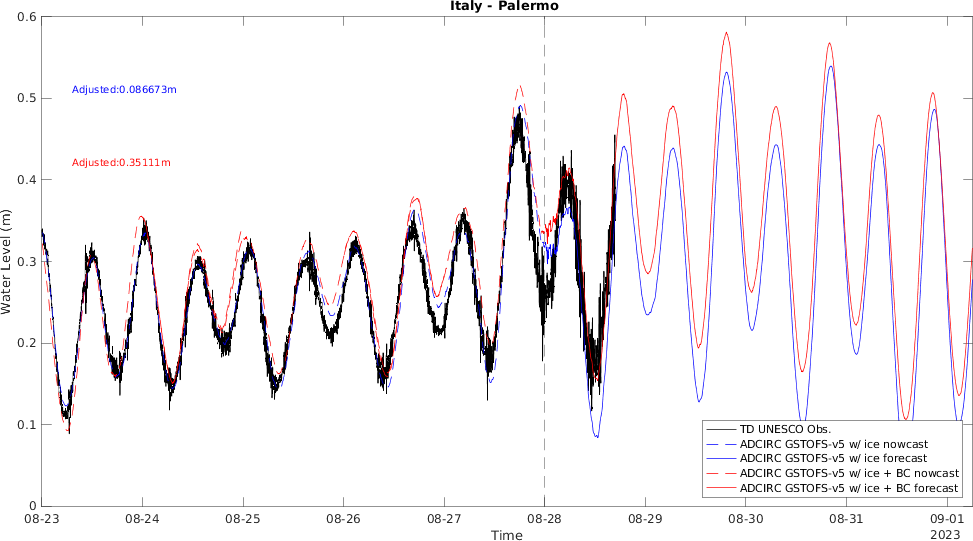 Italy - Palermo
0.6
0.5
0.4
0.3
0.2
0.1
0
Water Level (m)
Adjusted:0.086673m
Adjusted:0.35111m
TD UNESCO Obs.
ADCIRC GSTOFS-v5 w/ ice nowcast
ADCIRC GSTOFS-v5 w/ ice forecast
ADCIRC GSTOFS-v5 w/ ice + BC nowcast
ADCIRC GSTOFS-v5 w/ ice + BC forecast
08-23 08-24 08-25 08-26 08-27 08-28 08-29 08-30 08-31 09-01
2023
Time